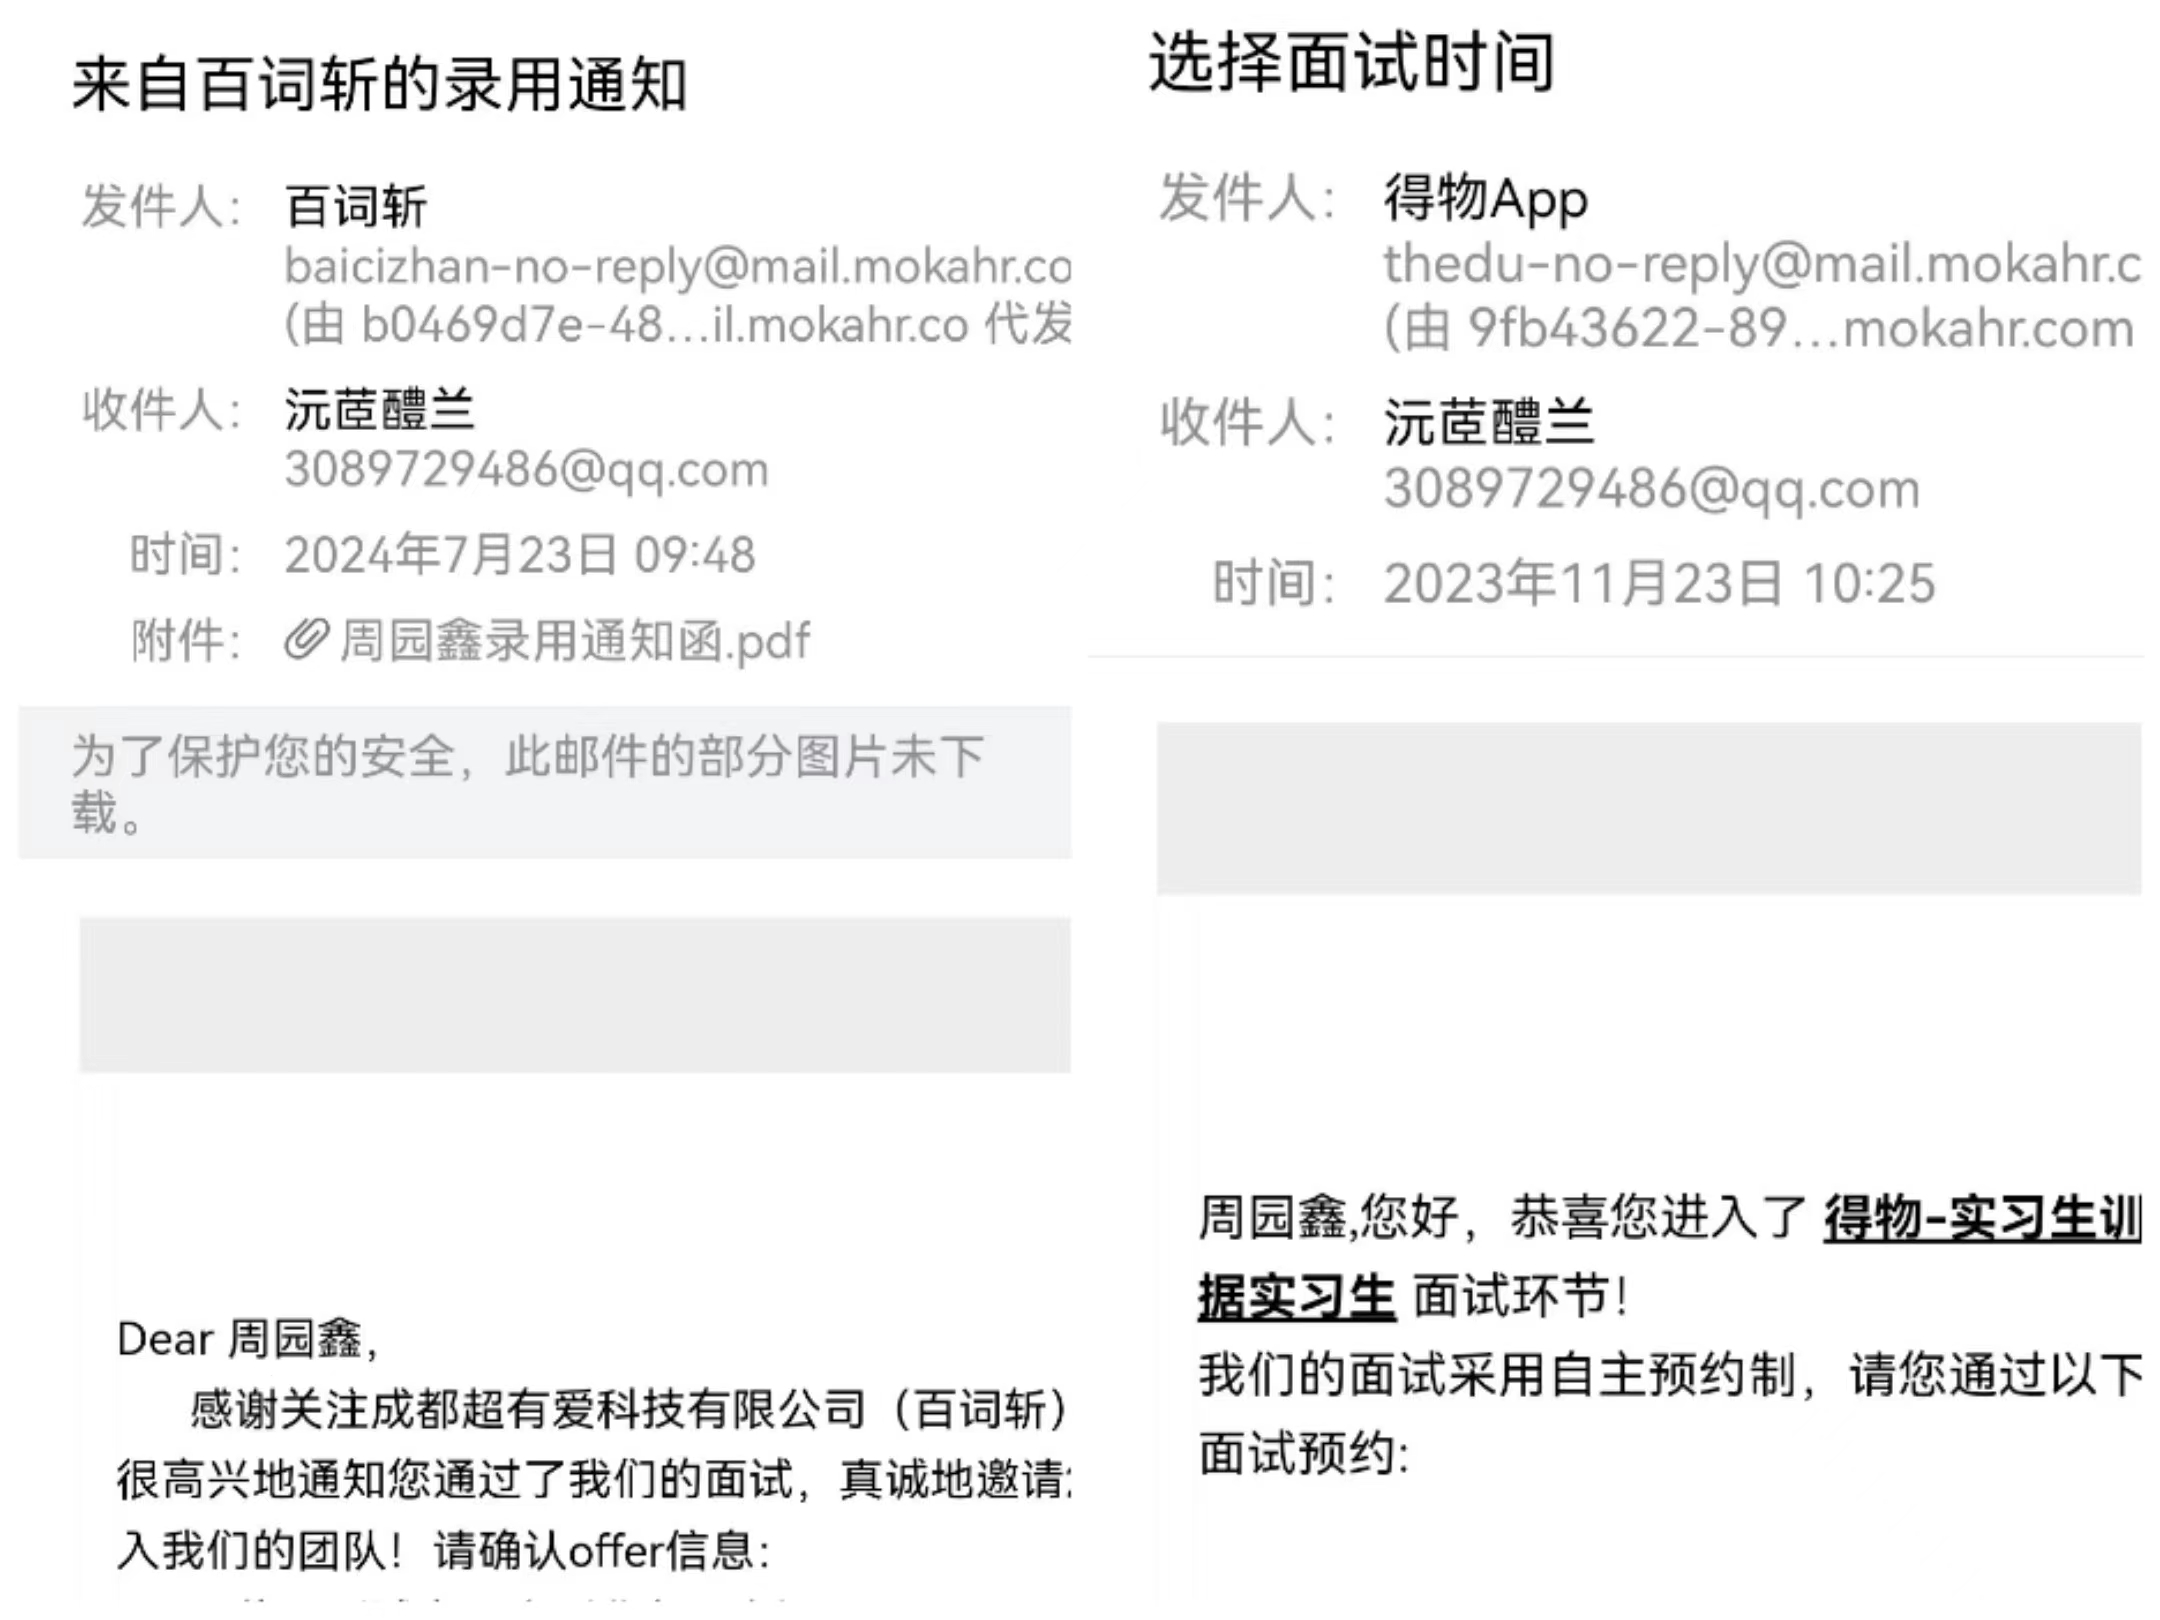 来自百词斩的录用通知
发件人： 百词斩
baicizhan-no-reply@mail.mokahr.co
(由 b0469d7e-48...il.mokahr.co 代发
收件人： 沅茝醴兰
3089729486@qq.com
时间： 2024年7月23日 09:48
附件： 周园鑫录用通知函.pdf
为了保护您的安全，此邮件的部分图片未下
载。
Dear 周园鑫，
感谢关注成都超有爱科技有限公司（百词斩）
很高兴地通知您通过了我们的面试，真诚地邀请
入我们的团队！请确认offer信息：
选择面试时间
发件人： 得物App
thedu-no-reply@mail.mokahr.c
(由 9fb43622-89...mokahr.com
收件人： 沅茝醴兰
3089729486@qq.com
时间： 2023年11月23日 10:25
周园鑫,您好，恭喜您进入了 得物-实习生训
据实习生 面试环节！
我们的面试采用自主预约制，请您通过以下
面试预约: